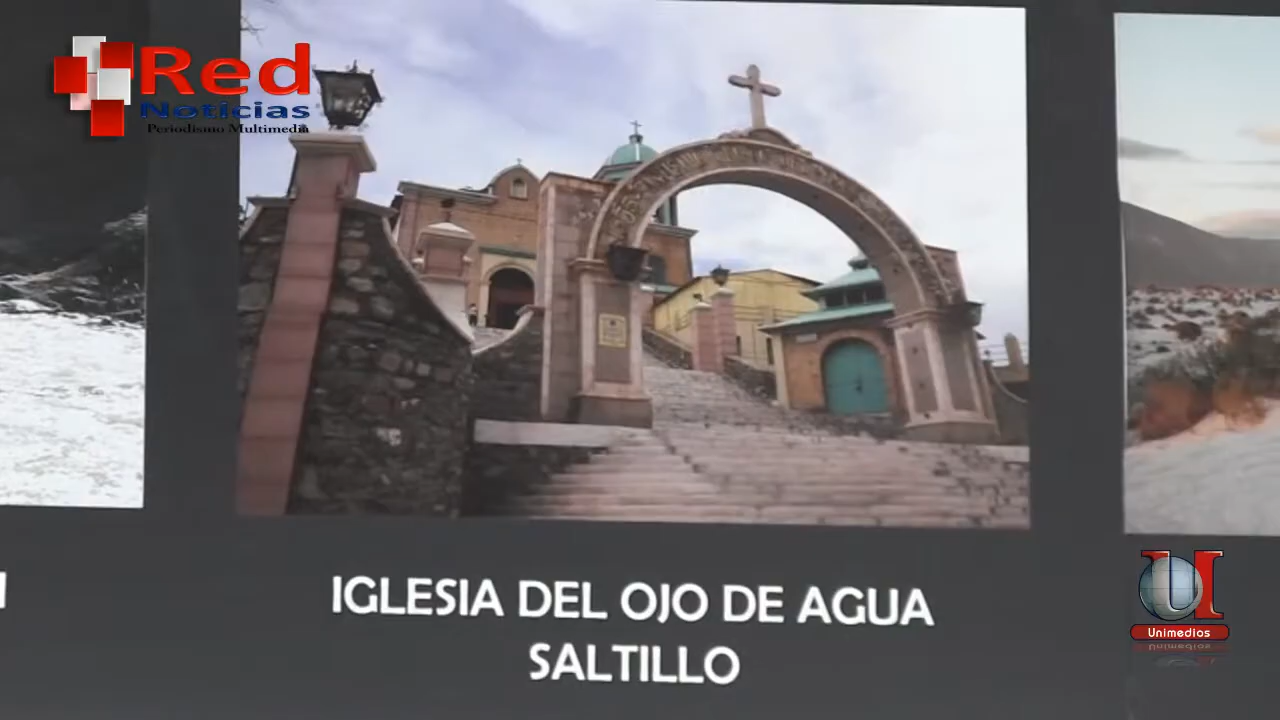 Red
Noticias
Periodismo Multimedia
IGLESIA DEL OJO DE AGUA
SALTILLO
Unimedios